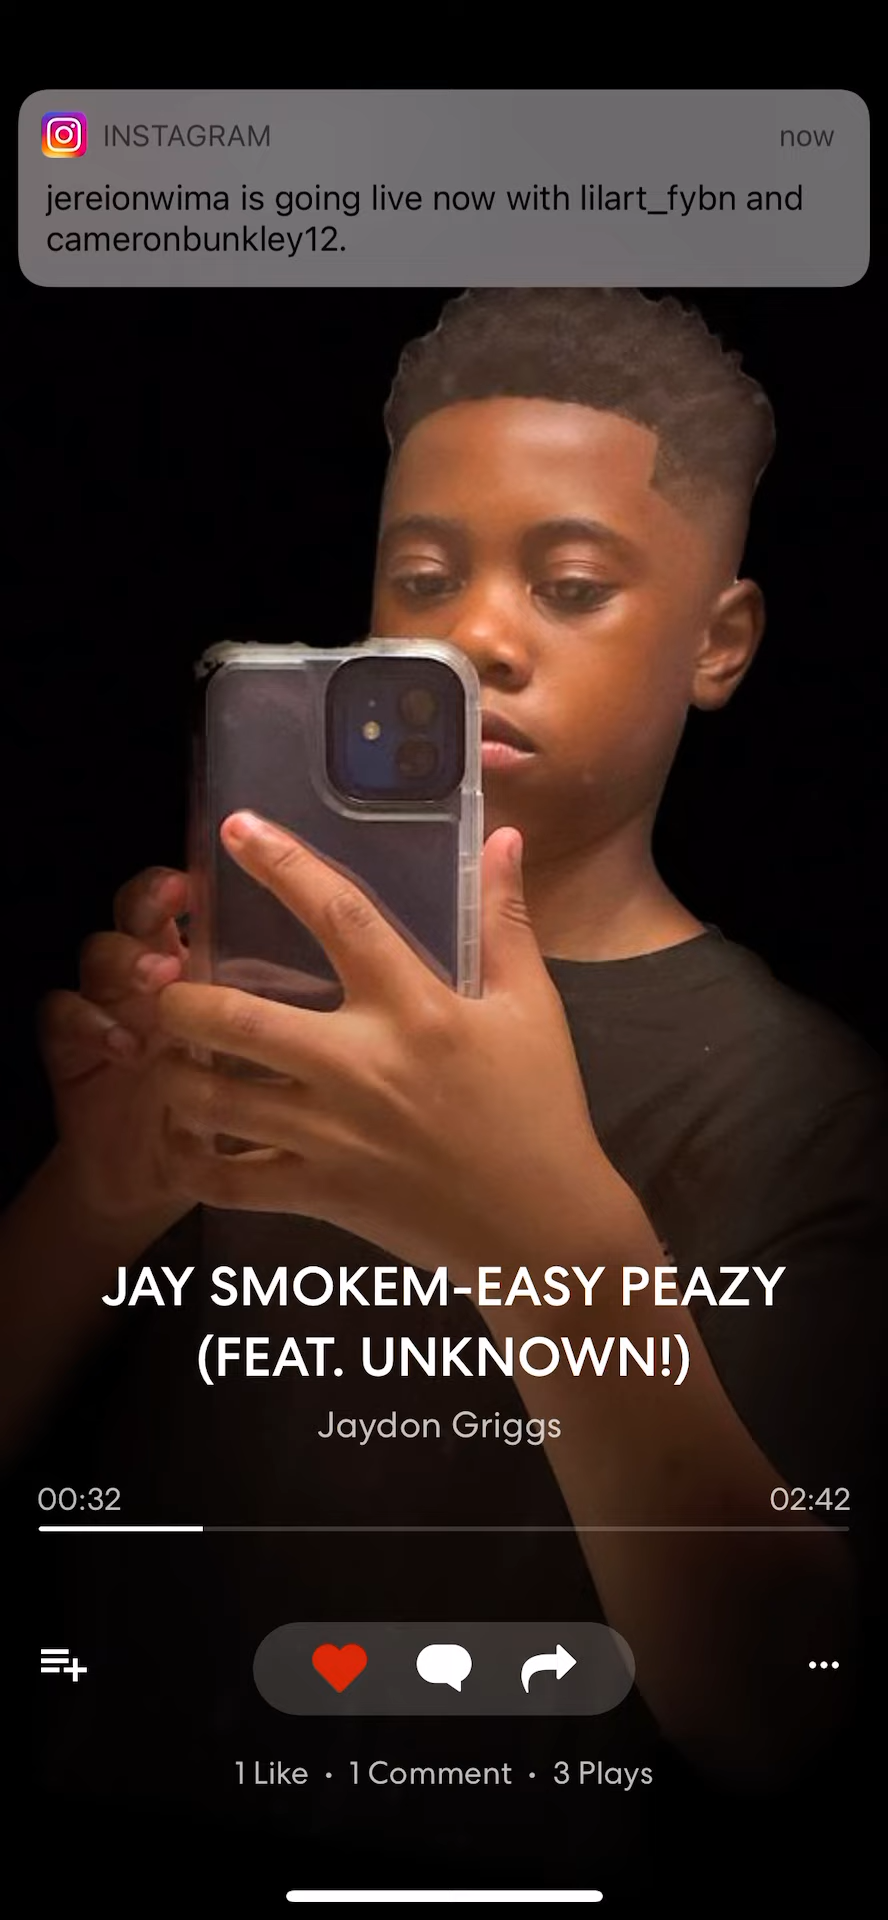 INSTAGRAM
now
jereionwima is going live now with lilart_fybn and
cameronbunkley12.
JAY SMOKEM-EASY PEAZY
(FEAT. UNKNOWN!)
Jaydon Griggs
00:32
02:42
1 Like • 1 Comment • 3 Plays